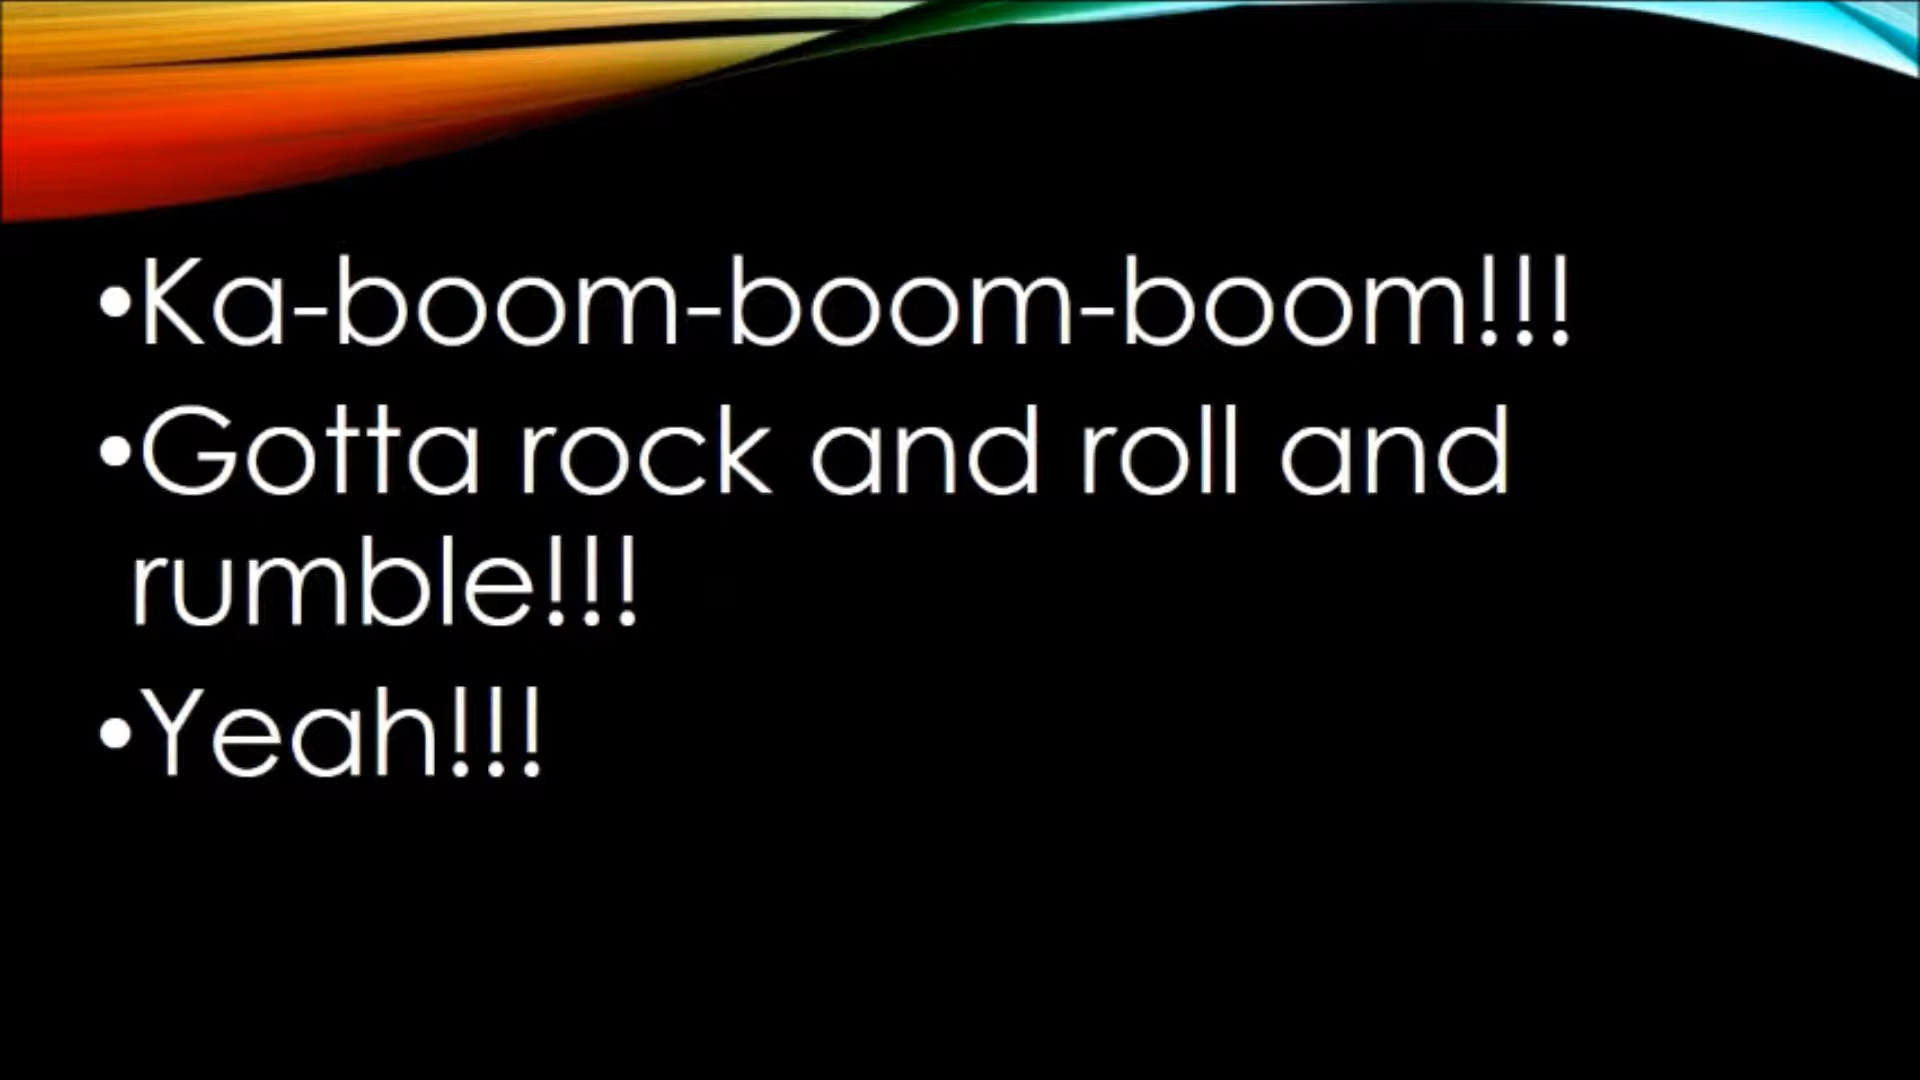 •Ka-boom-boom-boom!!!
•Gotta rock and roll and
rumble!!!
•Yeah!!!